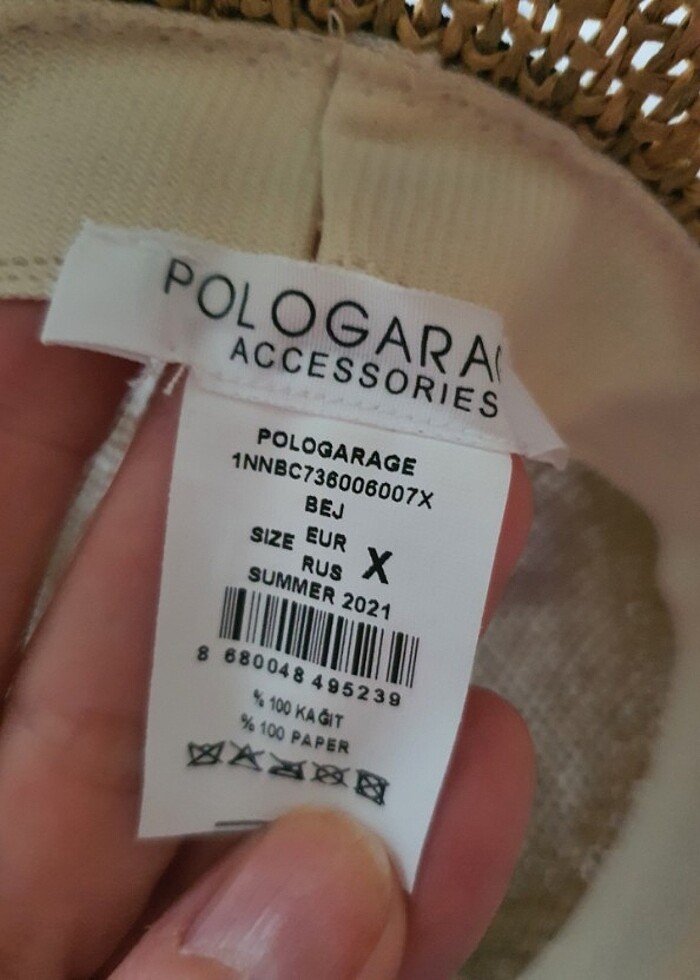 POLOGARA
ACCESSORIES
POLOGARAGE
1NNBC736006007X
BEJ
SIZE EUR X
RUS
SUMMER 2021
8 680048 495239
% 100 KAĞIT
% 100 PAPER